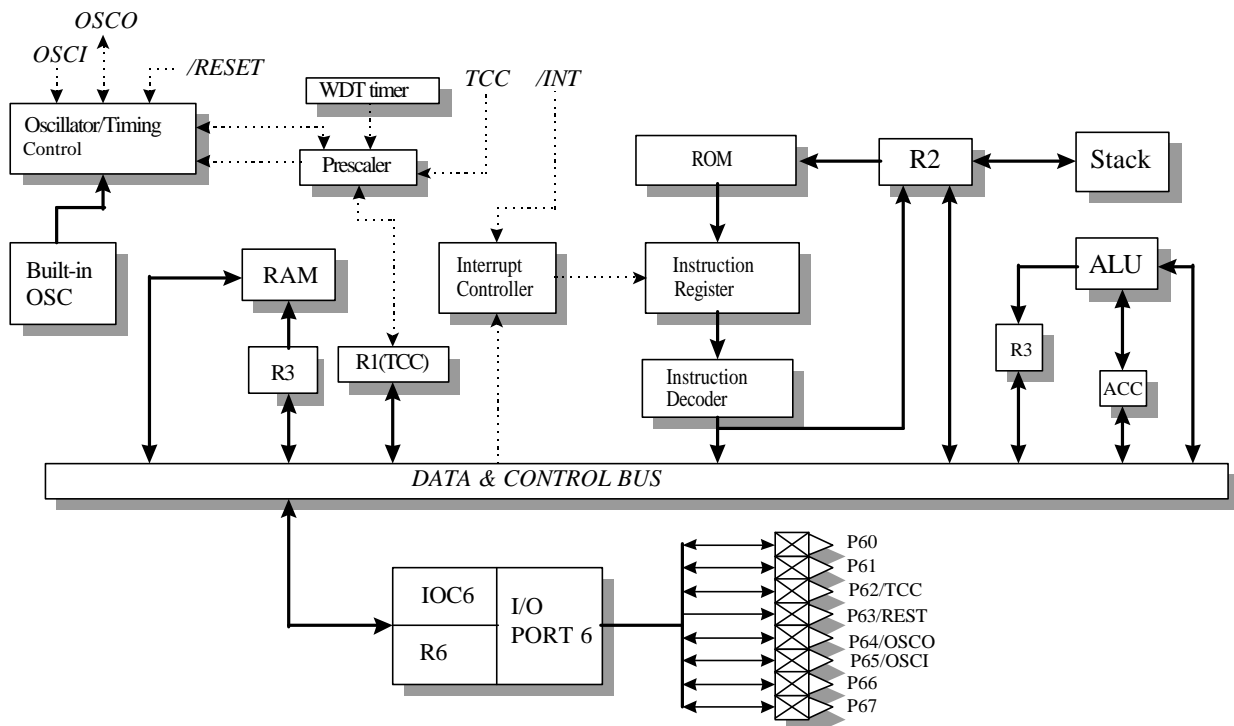 OSCO
OSCI
/RESET
WDT timer
TCC
/INT
Oscillator/Timing
Control
Prescaler
ROM
R2
Stack
Built-in
OSC
RAM
Interrupt
Controller
Instruction
Register
ALU
R3
R1(TCC)
Instruction
Decoder
R3
ACC
DATA & CONTROL BUS
IOC6
R6
I/O
PORT 6
P60
P61
P62/TCC
P63/REST
P64/OSCO
P65/OSCI
P66
P67